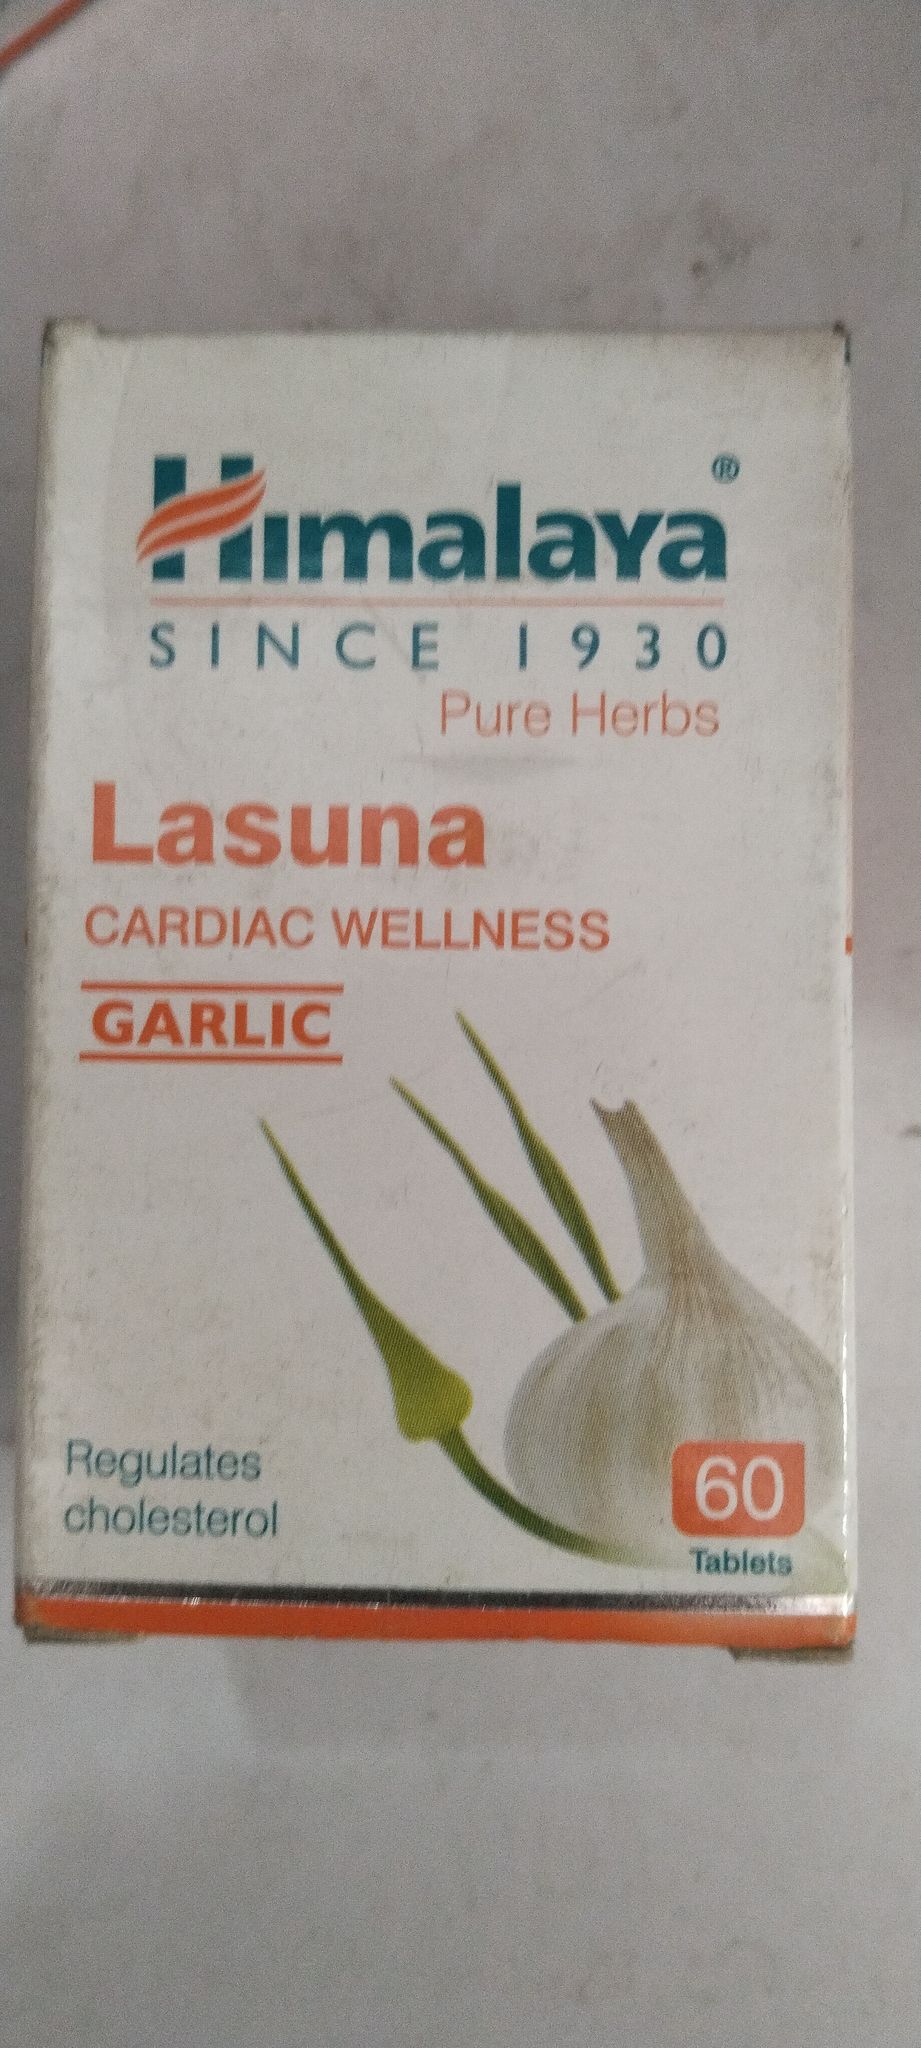 Himalaya®
SINCE 1930
Pure Herbs
Lasuna
CARDIAC WELLNESS
GARLIC
Regulates
cholesterol
60
Tablets